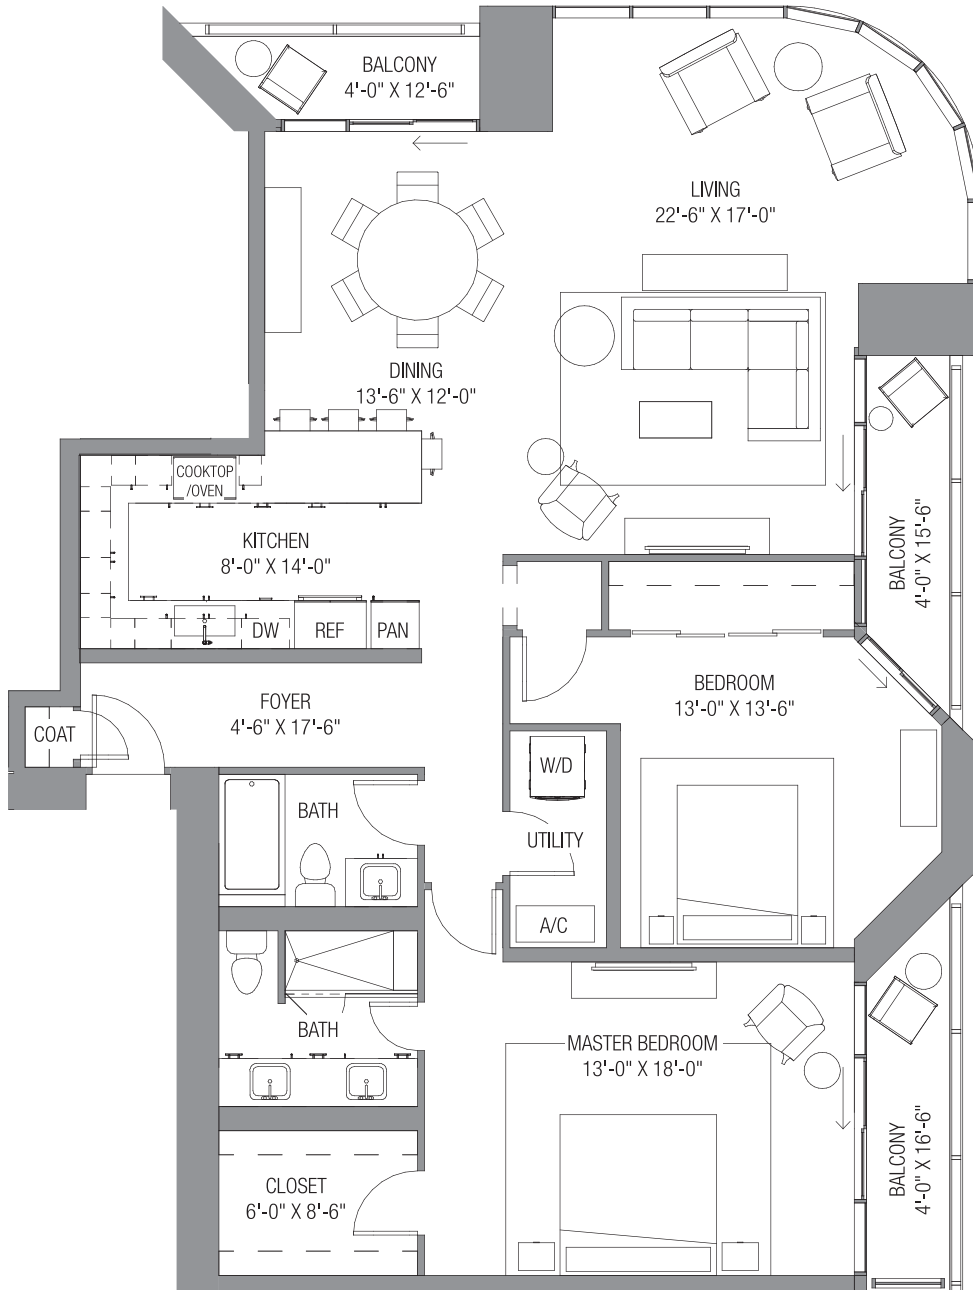 BALCONY
4'-0" X 12'-6"
LIVING
22'-6" X 17'-0"
DINING
13'-6" X 12'-0"
COOKTOP
/OVEN
KITCHEN
8'-0" X 14'-0"
BALCONY
4'-0" X 15'-6"
DW
REF
PAN
FOYER
4'-6" X 17'-6"
BEDROOM
13'-0" X 13'-6"
COAT
W/D
BATH
UTILITY
A/C
BATH
MASTER BEDROOM
13'-0" X 18'-0"
BALCONY
4'-0" X 16'-6"
CLOSET
6'-0" X 8'-6"